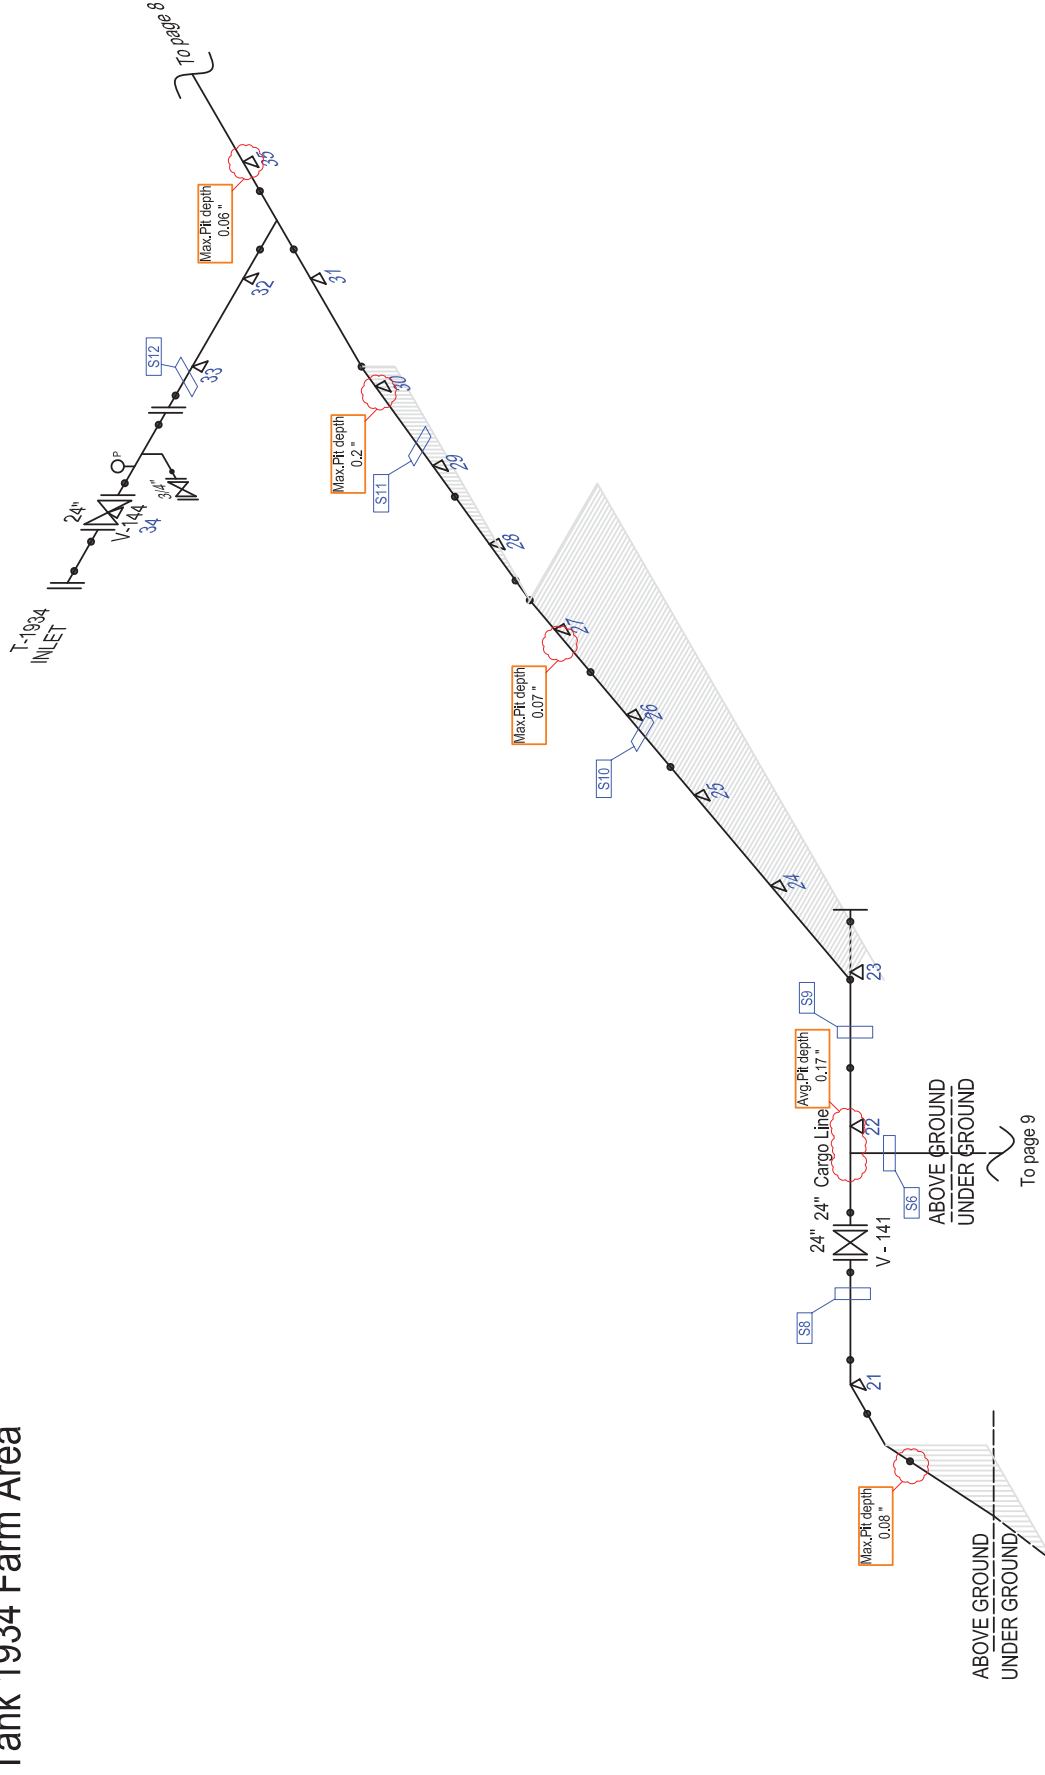 Tank 1934 Farm Area
To page 8
35
Max.Pit depth
0.06 "
32
31
S12
33
30
Max.Pit depth
0.2 "
P
3/4"
24"
V-144
34
S11
29
28
T-1934
INLET
27
Max.Pit depth
0.07 "
26
S10
25
24
23
S9
Avg.Pit depth
0.17 "
22
24" Cargo Line
24"
V - 141
S6
ABOVE GROUND
UNDER GROUND
To page 9
S8
21
Max.Pit depth
0.08 "
ABOVE GROUND
UNDER GROUND